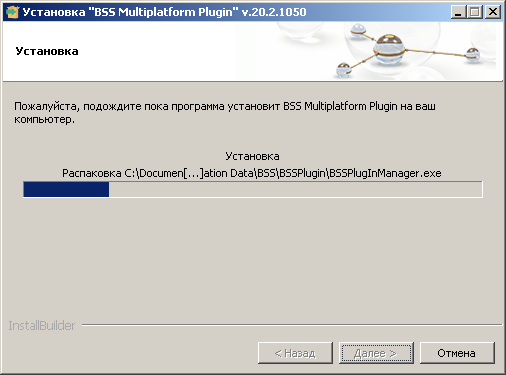 Установка "BSS Multiplatform Plugin" v.20.2.1050
Установка
Пожалуйста, подождите пока программа установит BSS Multiplatform Plugin на ваш
компьютер.
Установка
Распаковка C:\Documen[...]ation Data\BSS\BSSPlugin\BSSPlugInManager.exe
InstallBuilder
< Назад
Далее >
Отмена